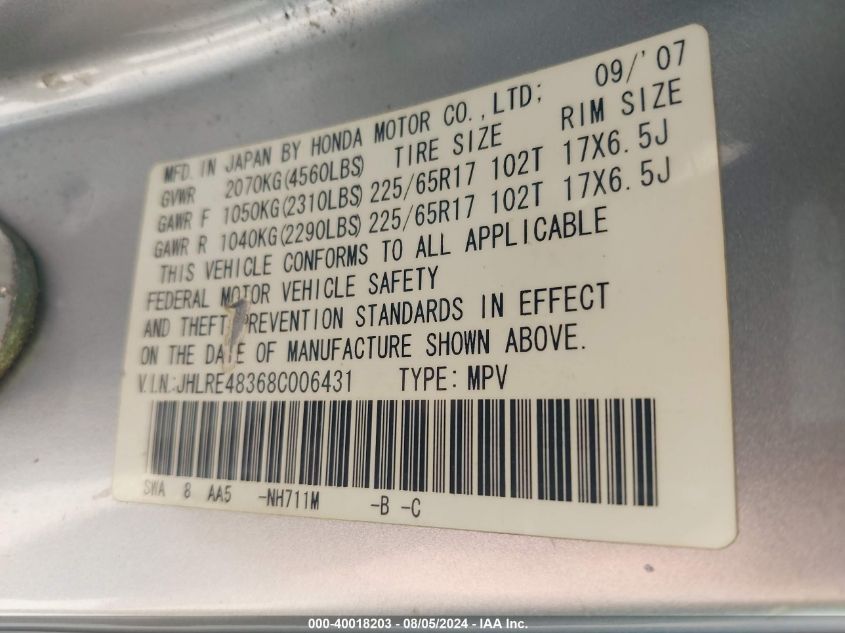 MFD. IN JAPAN BY HONDA MOTOR CO., LTD; 09/'07
GVWR 2070KG(4560LBS) TIRE SIZE RIM SIZE
GAWR F 1050KG(2310LBS) 225/65R17 102T 17X6.5J
GAWR R 1040KG(2290LBS) 225/65R17 102T 17X6.5J
THIS VEHICLE CONFORMS TO ALL APPLICABLE
FEDERAL MOTOR VEHICLE SAFETY
AND THEFT PREVENTION STANDARDS IN EFFECT
ON THE DATE OF MANUFACTURE SHOWN ABOVE.
V.I.N.:JHLRE48368C006431 TYPE: MPV
SWA 8 AA5 -NH711M -B -C
000-40018203 - 08/05/2024 - IAA Inc.